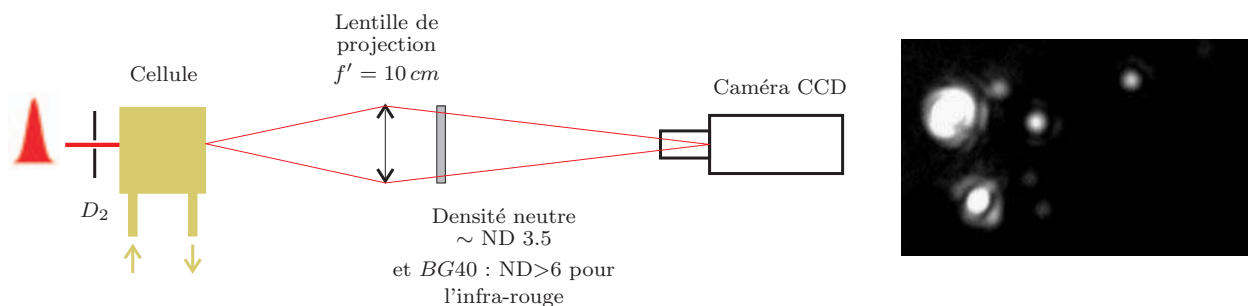 Lentille de
projection
f′ = 10 cm
Cellule
Caméra CCD
D₂
Densité neutre
∼ ND 3.5
et BG40 : ND>6 pour
l'infra-rouge